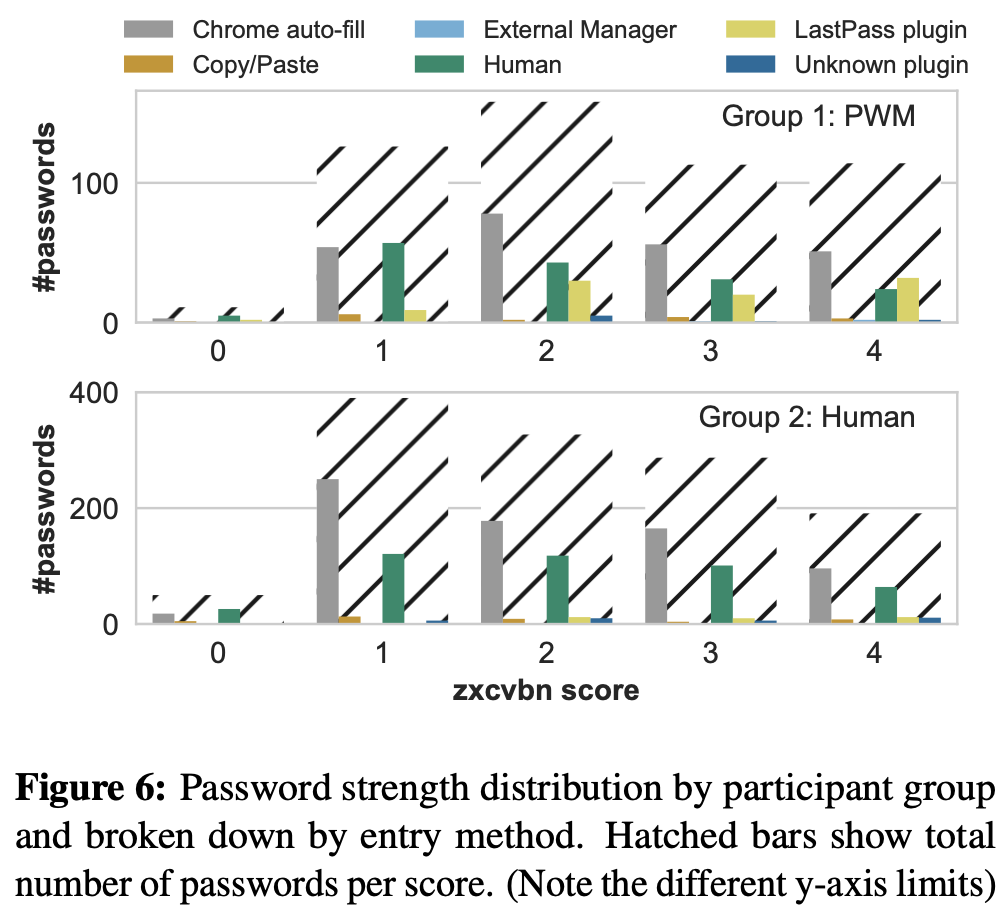 Chrome auto-fill External Manager LastPass plugin
Copy/Paste Human Unknown plugin
Group 1: PWM
#passwords
100
0
0 1 2 3 4
Group 2: Human
#passwords
400
200
0
0 1 2 3 4
zxcvbn score
Figure 6: Password strength distribution by participant group
and broken down by entry method. Hatched bars show total
number of passwords per score. (Note the different y-axis limits)